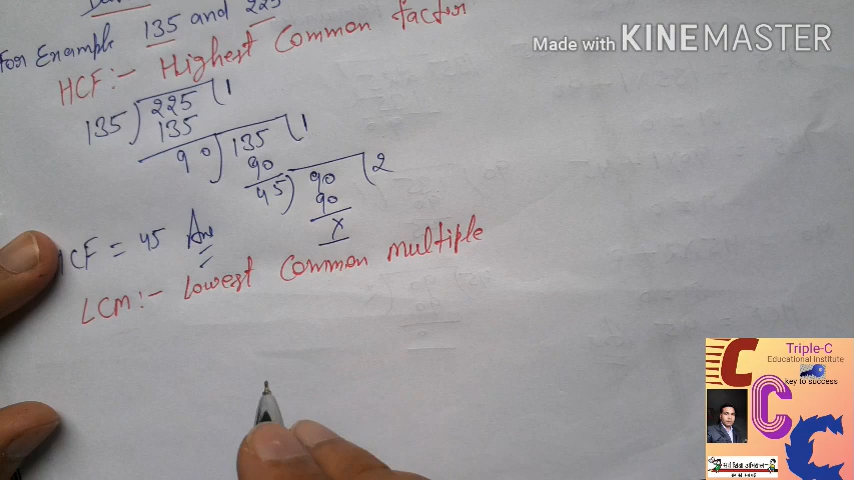 For Example 135 and 225
HCF:- Highest Common factor
135) 225 (1
135
90) 135 (1
90
45) 90 (2
90
x
HCF = 45 Ans
LCM:- Lowest Common multiple
Made with KINEMASTER
Triple-C
Educational institute
key to success
C
C
C